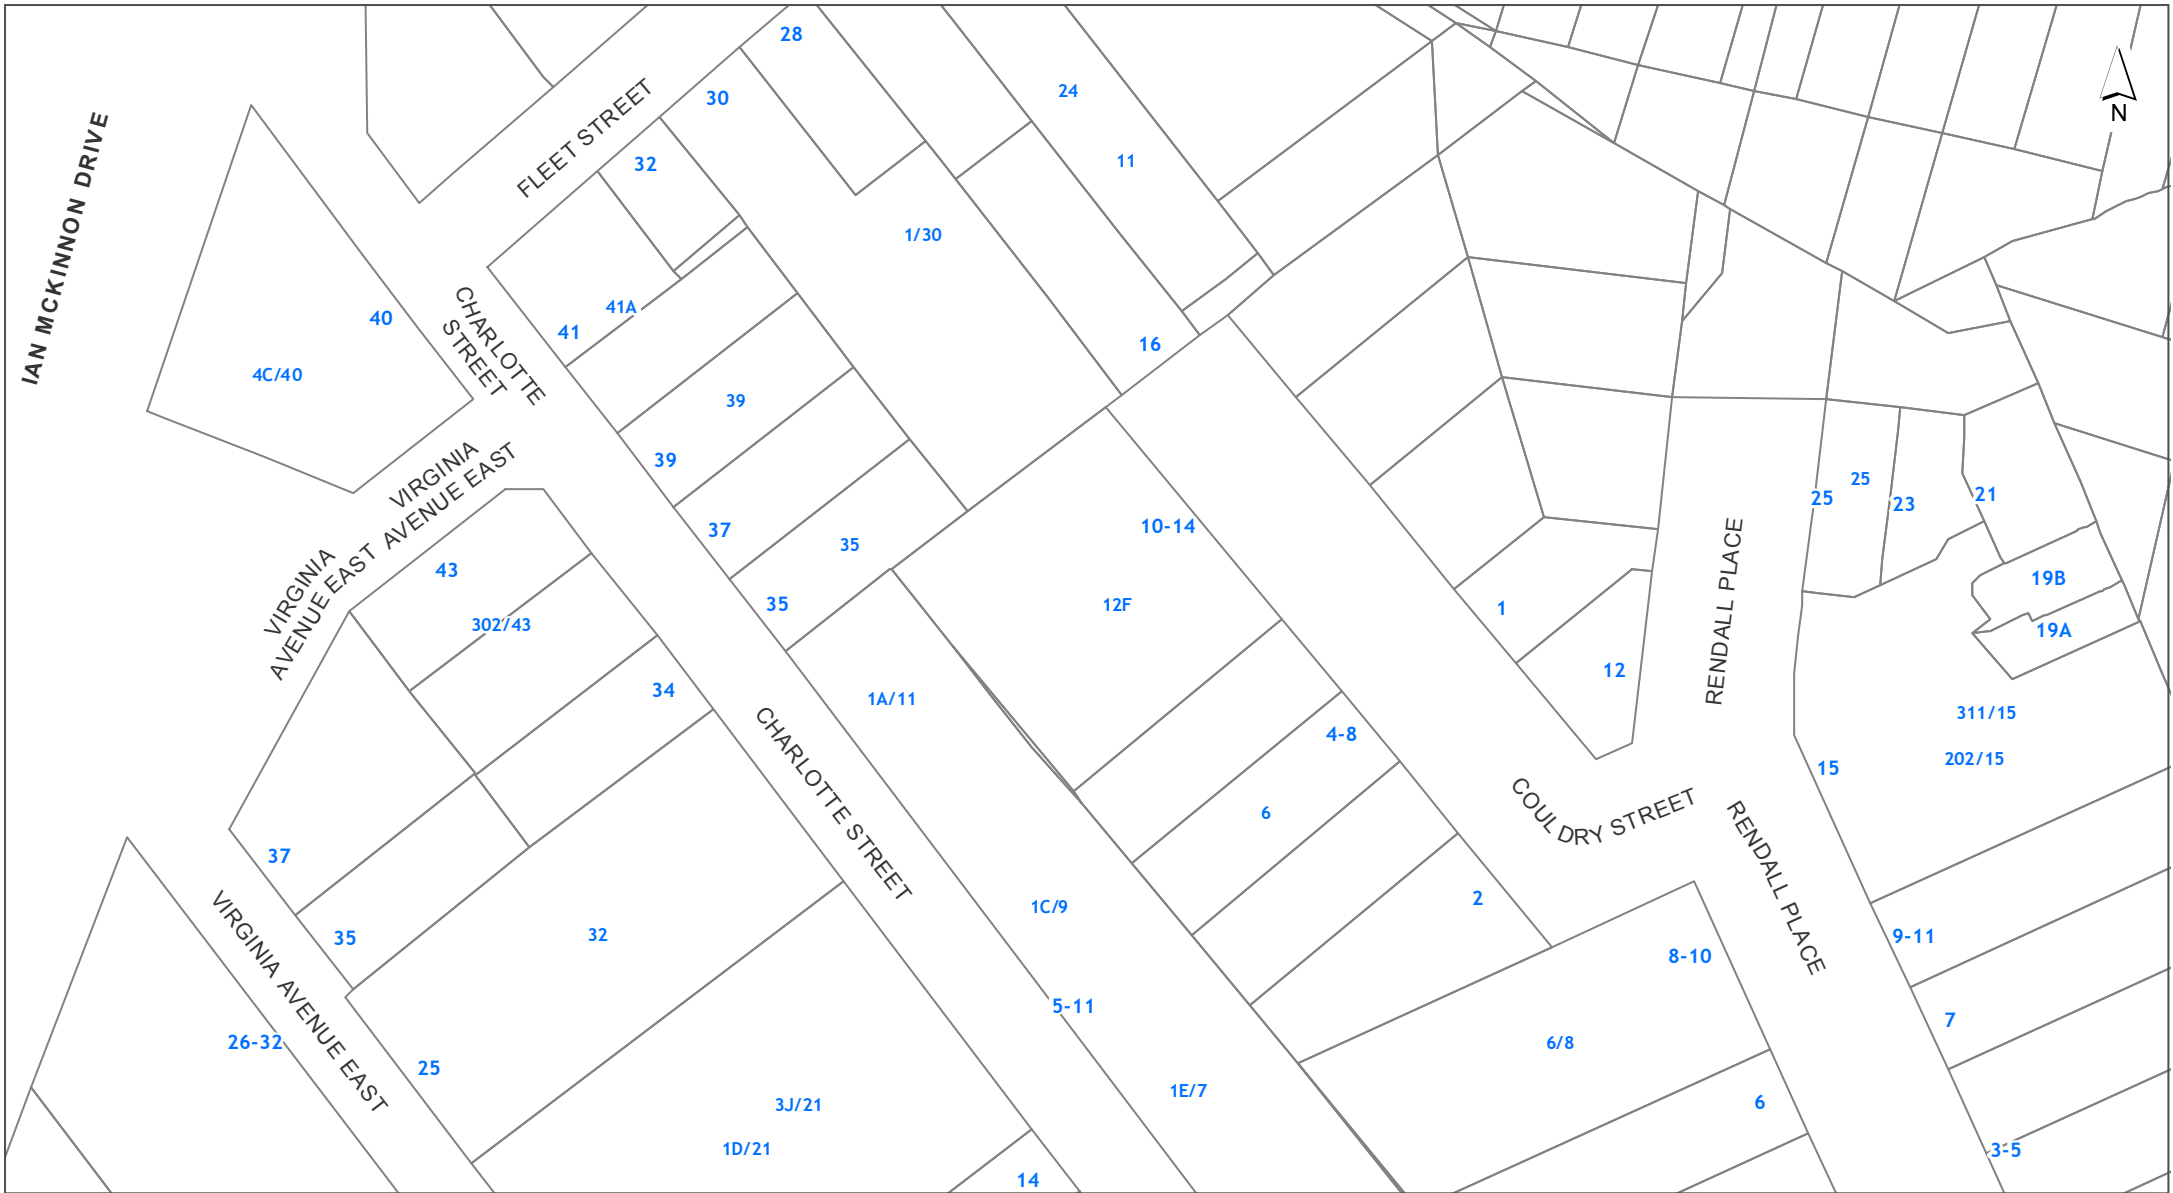 28
24
30
N
11
32
1/30
FLEET STREET
IAN MCKINNON DRIVE
CHARLOTTE
STREET
41A
40
41
16
4C/40
39
39
VIRGINIA
AVENUE EAST
25
25
23
21
10-14
37
35
VIRGINIA
AVENUE EAST
43
19B
35
12F
1
302/43
19A
RENDALL PLACE
12
34
1A/11
311/15
4-8
202/15
15
CHARLOTTE STREET
6
COULDRY STREET
RENDALL PLACE
37
2
1C/9
35
32
9-11
8-10
VIRGINIA AVENUE EAST
5-11
7
26-32
6/8
25
1E/7
3J/21
6
1D/21
3-5
14